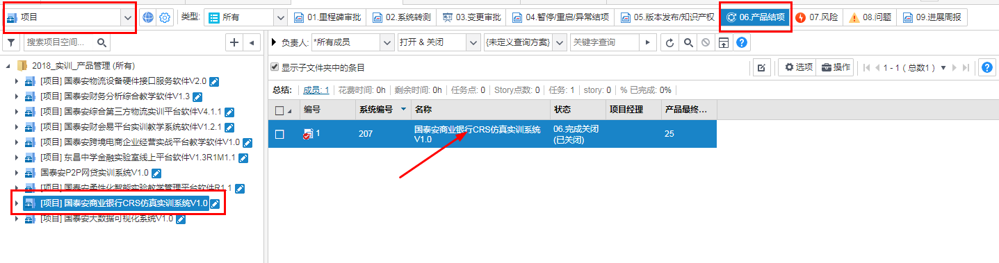 项目
类型:
所有
01.里程碑审批
02.系统转测
03.变更审批
04.暂停/重启/异常结项
05.版本发布/知识产权
06.产品结项
07.风险
08.问题
09.进展周报
搜索项目空间...
2018_实训_产品管理 (所有)
[项目] 国泰安物流设备硬件接口服务软件V2.0
[项目] 国泰安财务分析综合教学软件V1.3
[项目] 国泰安综合第三方物流实训平台软件V4.1.1
[项目] 国泰安财会易平台实训教学系统软件V1.2.1
[项目] 国泰安跨境电商企业经营实战平台教学软件V1.0
[项目] 东昌中学金融实验室线上平台软件V1.3R1M1.1
国泰安P2P网贷实训系统V1.0
[项目] 国泰安柔性化智能实验教学管理平台软件R1.1
[项目] 国泰安商业银行CRS仿真实训系统V1.0
[项目] 国泰安大数据可视化系统V1.0
负责人:
*所有成员
打开 & 关闭
{未定义查询方案}
关键字查询
显示子文件夹中的条目
选项
操作
1 - 1 ( 总数1 )
总结: 成员: 1 花费时间: 0h 剩余时间: 0h 任务点: 0 Story点数: 0 任务: 1 story: 0 % 已完成: 0%
编号 系统编号 名称 状态 项目经理 产品最终...
1 207 国泰安商业银行CRS仿真实训系统 06.完成关闭 25
V1.0 (已关闭)